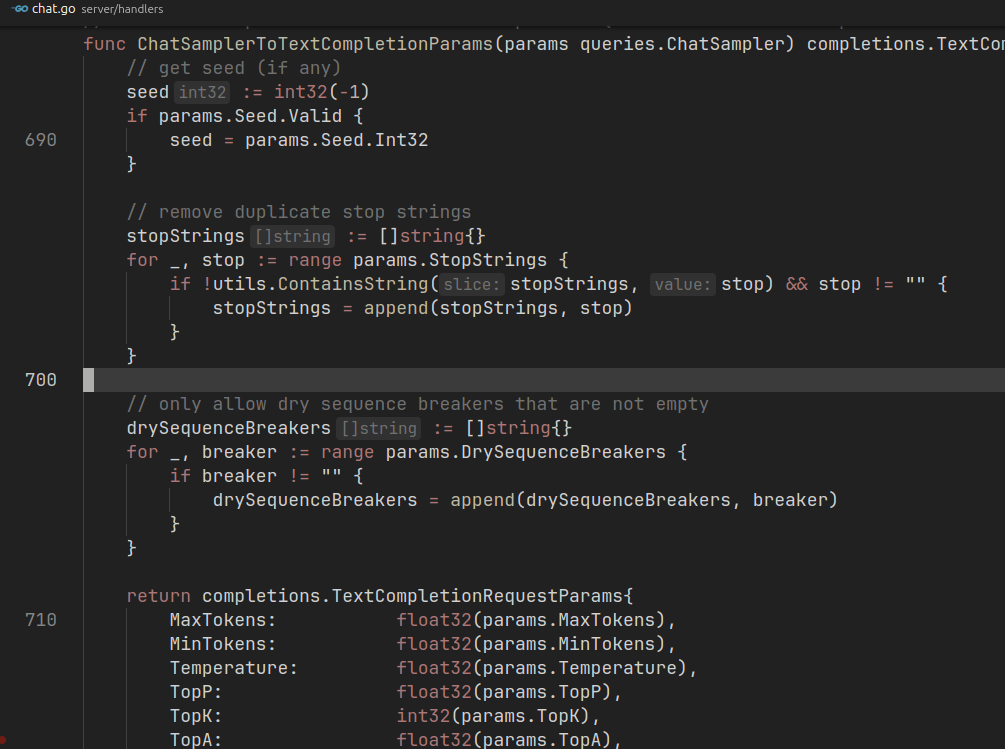 GO chat.go server/handlers
func ChatSamplerToTextCompletionParams(params queries.ChatSampler) completions.TextCo
// get seed (if any)
seed int32 := int32(-1)
if params.Seed.Valid {
690 seed = params.Seed.Int32
}
// remove duplicate stop strings
stopStrings []string := []string{}
for _, stop := range params.StopStrings {
if !utils.ContainsString(slice: stopStrings, value: stop) && stop != "" {
stopStrings = append(stopStrings, stop)
}
}
700
// only allow dry sequence breakers that are not empty
drySequenceBreakers []string := []string{}
for _, breaker := range params.DrySequenceBreakers {
if breaker != "" {
drySequenceBreakers = append(drySequenceBreakers, breaker)
}
}
return completions.TextCompletionRequestParams{
710 MaxTokens: float32(params.MaxTokens),
MinTokens: float32(params.MinTokens),
Temperature: float32(params.Temperature),
TopP: float32(params.TopP),
TopK: int32(params.TopK),
TopA: float32(params.TopA),